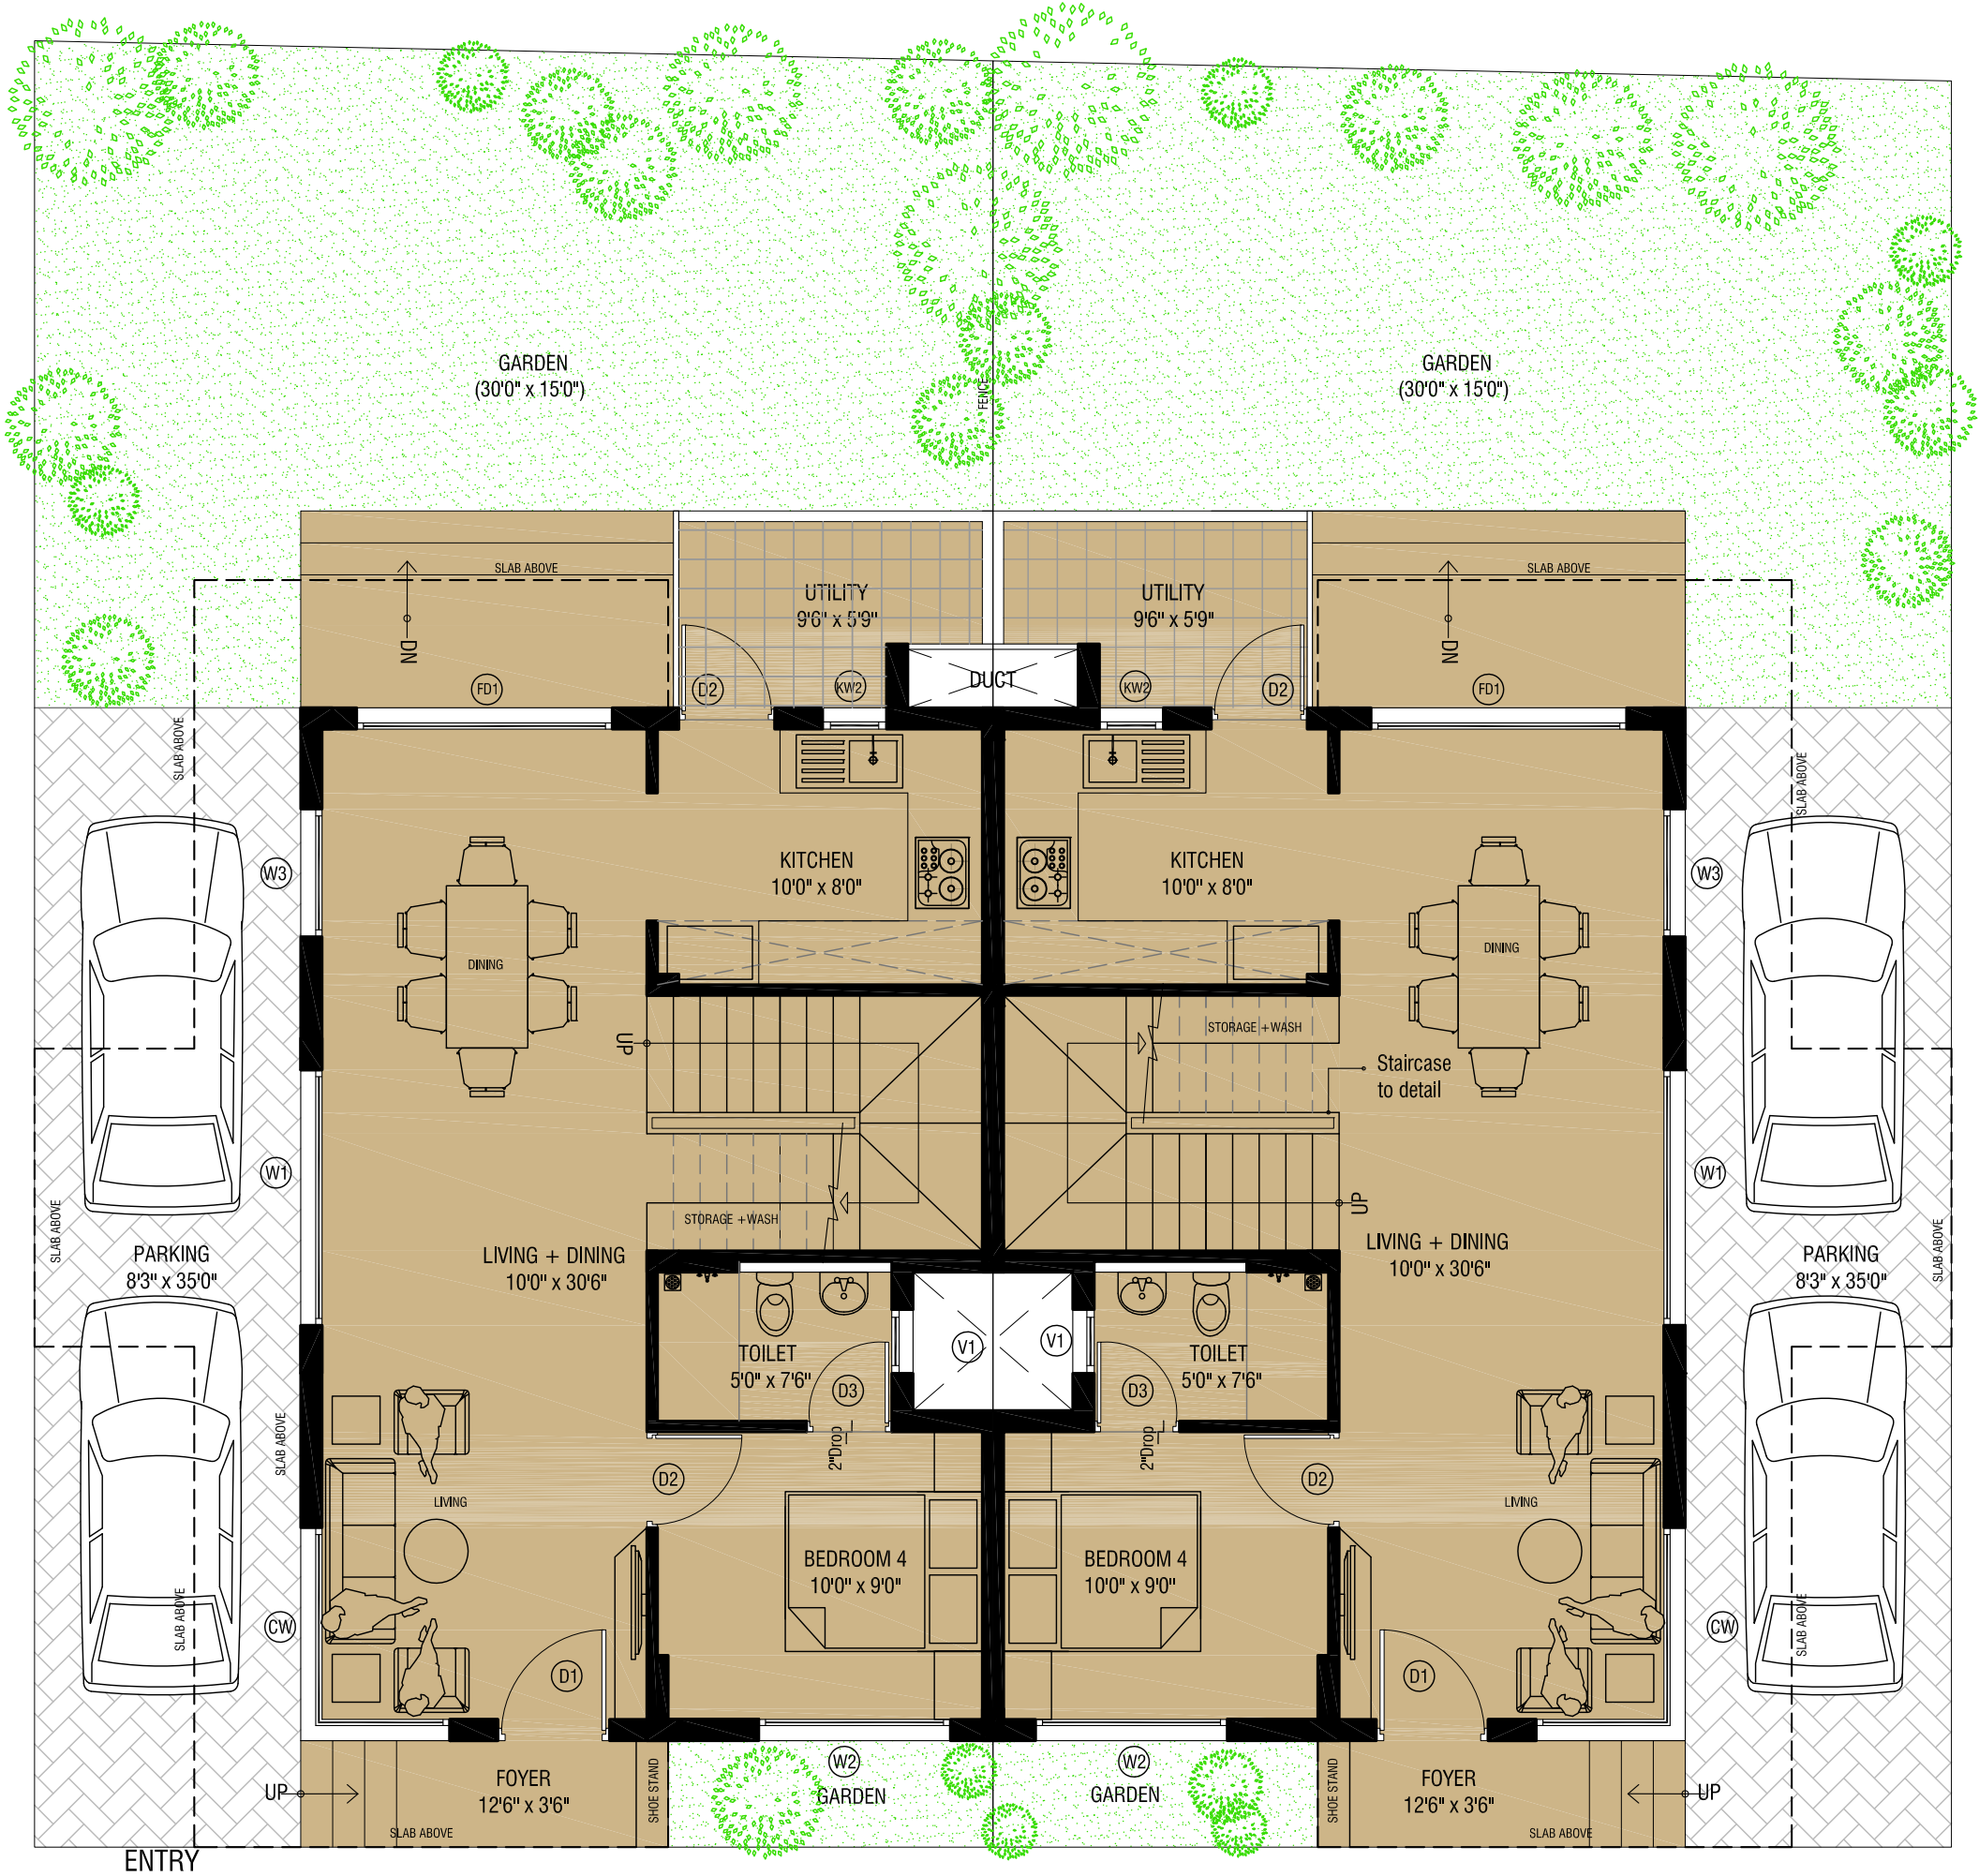 GARDEN
(30'0" x 15'0")
FENCE
GARDEN
(30'0" x 15'0")
SLAB ABOVE
DN
FD1
UTILITY
9'6" x 5'9"
D2
KW2
DUCT
UTILITY
9'6" x 5'9"
KW2
D2
SLAB ABOVE
DN
FD1
SLAB ABOVE
SLAB ABOVE
W3
KITCHEN
10'0" x 8'0"
KITCHEN
10'0" x 8'0"
W3
DINING
DINING
UP
STORAGE +WASH
Staircase
to detail
W1
W1
SLAB ABOVE
STORAGE +WASH
UP
SLAB ABOVE
PARKING
8'3" x 35'0"
LIVING + DINING
10'0" x 30'6"
LIVING + DINING
10'0" x 30'6"
PARKING
8'3" x 35'0"
TOILET
5'0" x 7'6"
D3
V1
V1
D3
TOILET
5'0" x 7'6"
SLAB ABOVE
2"Drop
2"Drop
D2
D2
LIVING
LIVING
BEDROOM 4
10'0" x 9'0"
BEDROOM 4
10'0" x 9'0"
SLAB ABOVE
CW
CW
SLAB ABOVE
D1
D1
UP
FOYER
12'6" x 3'6"
SHOE STAND
SLAB ABOVE
W2
GARDEN
W2
GARDEN
SHOE STAND
FOYER
12'6" x 3'6"
UP
SLAB ABOVE
ENTRY